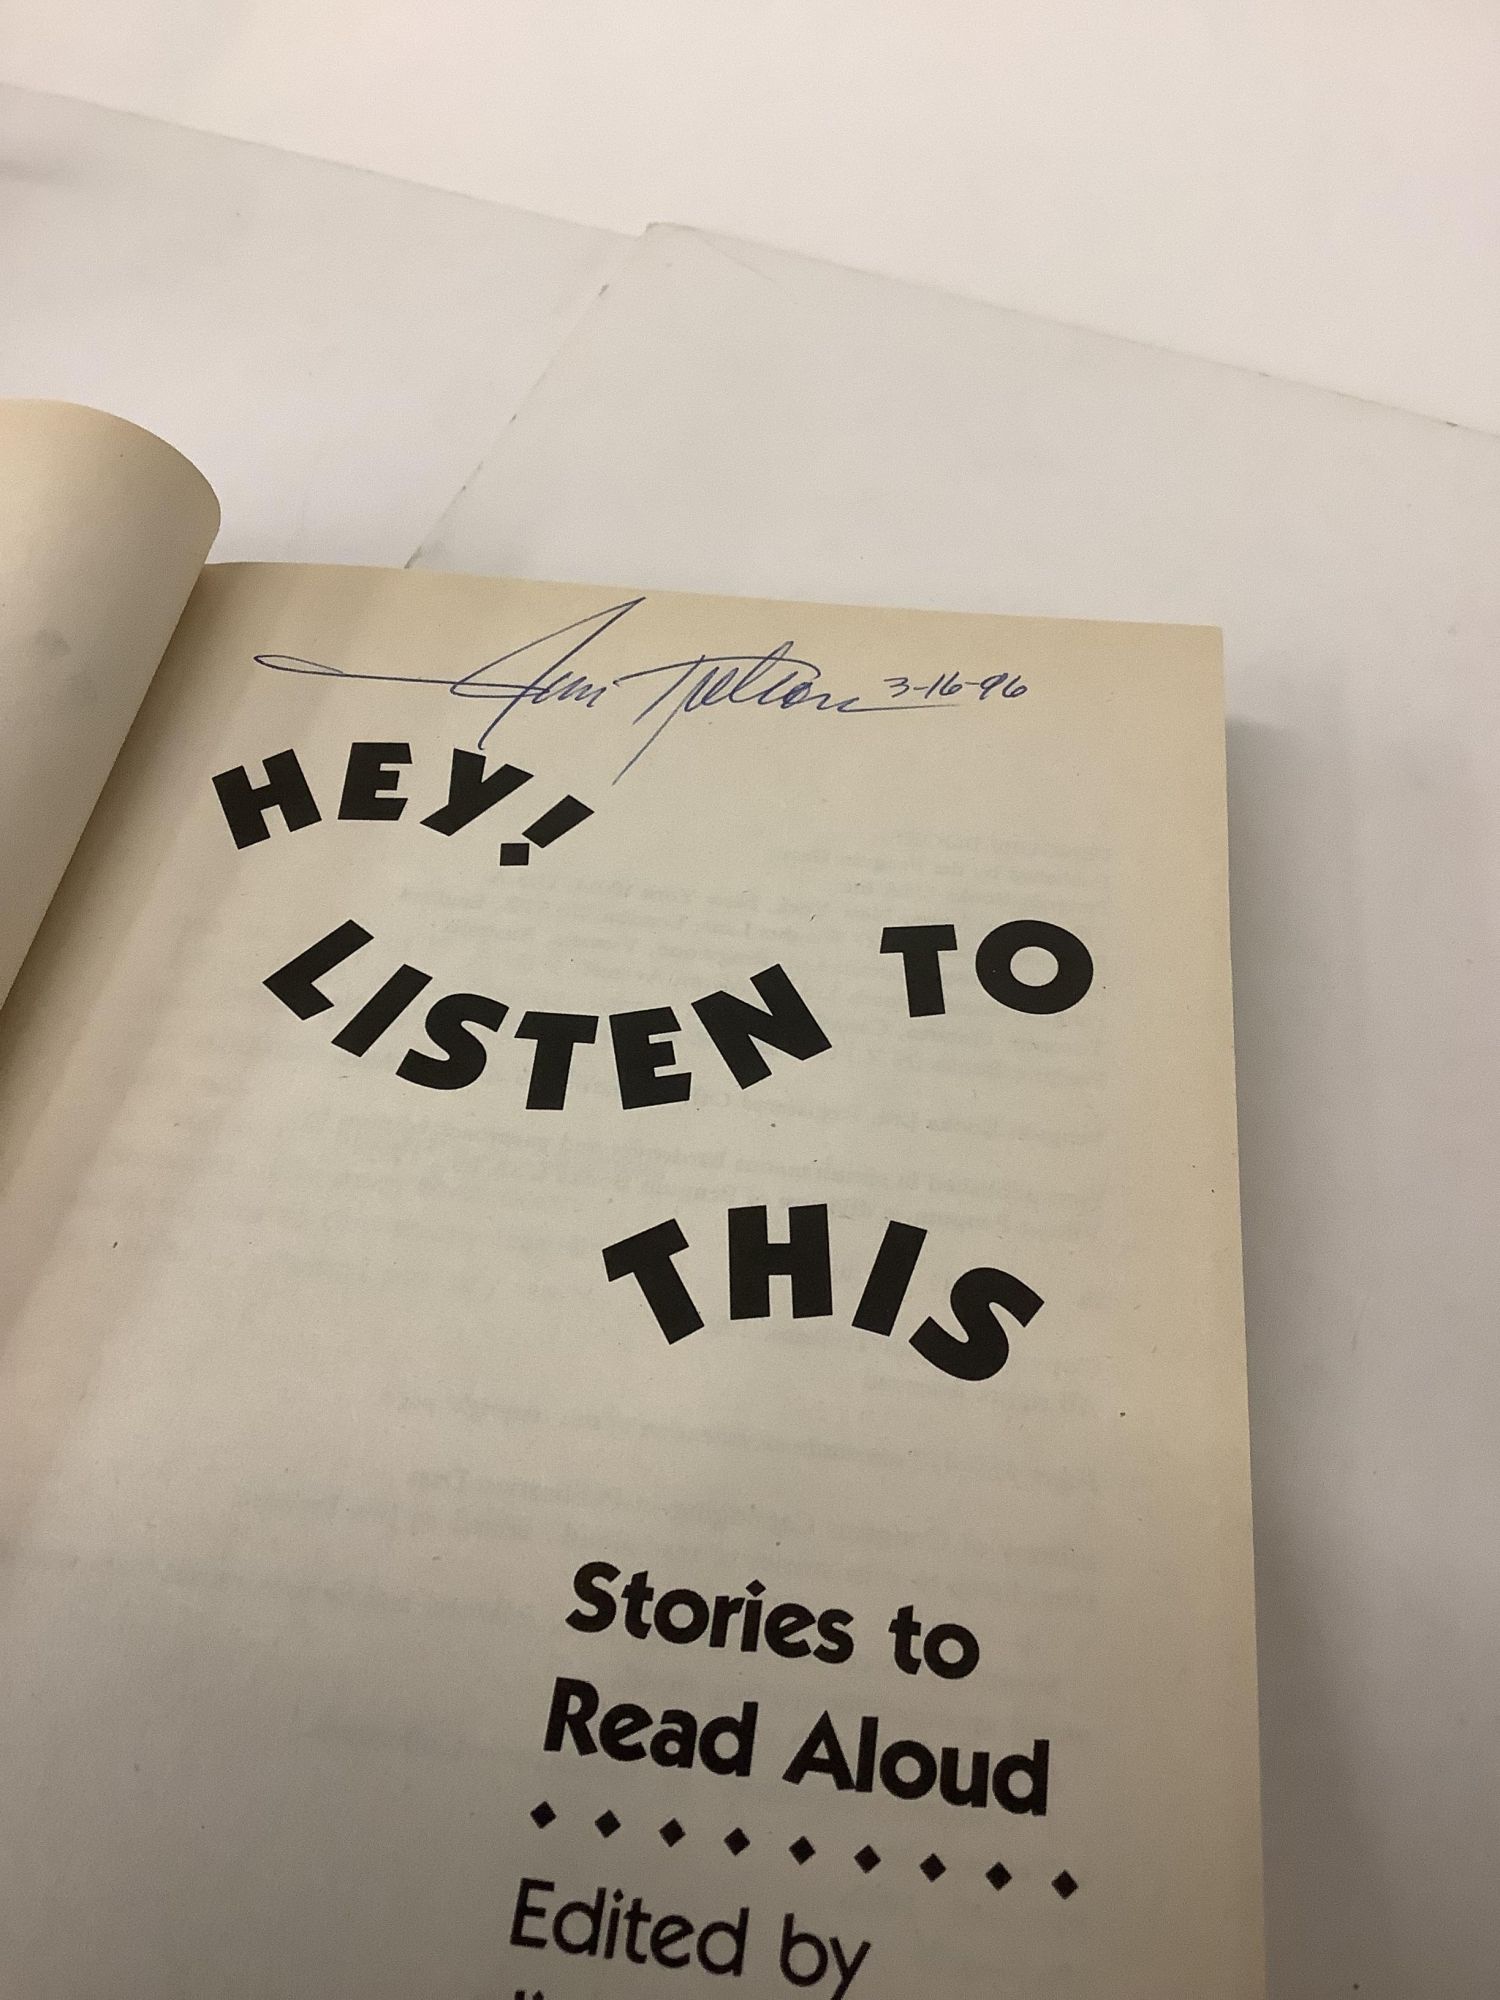 3-16-96
HEY!
LISTEN TO
THIS
Stories to
Read Aloud
Edited by